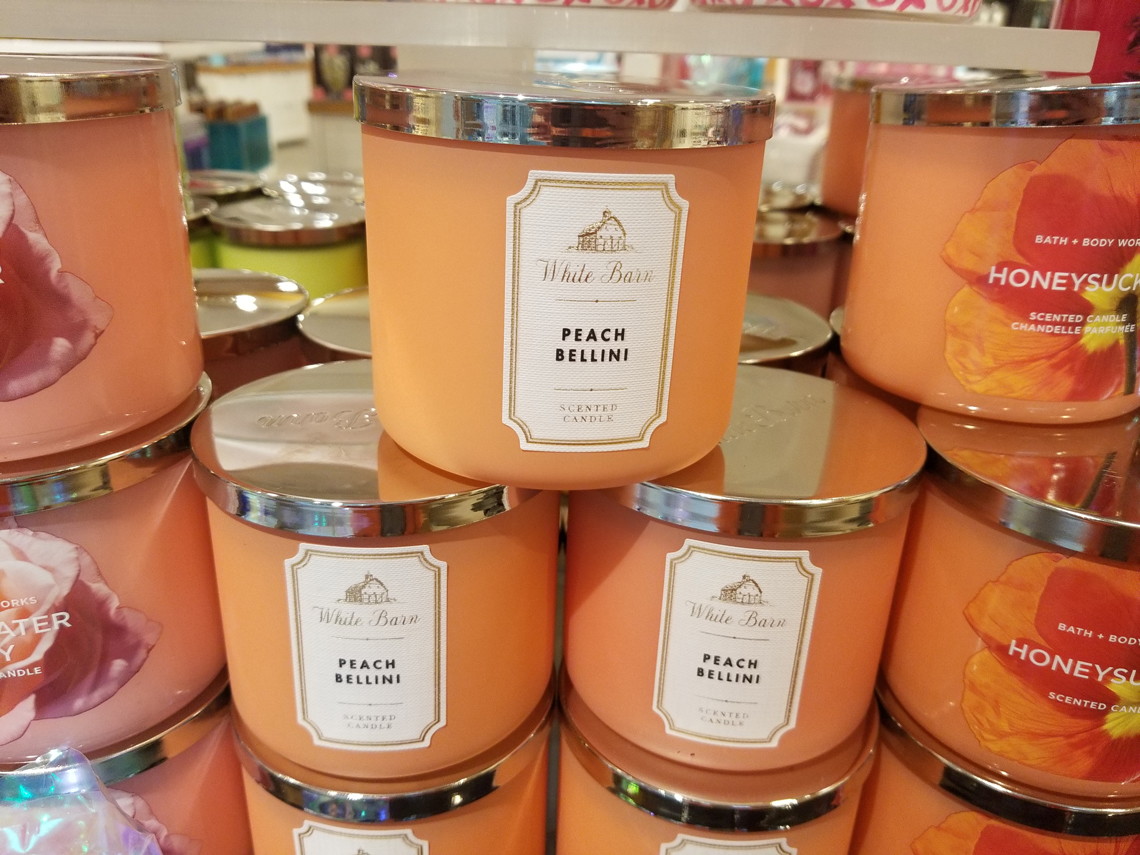 White Barn
PEACH
BELLINI
SCENTED
CANDLE
BATH + BODY WOR
HONEYSUCK
SCENTED CANDLE
CHANDELLE PARFUMÉE
R
White Barn
PEACH
BELLINI
SCENTED
CANDLE
White Barn
PEACH
BELLINI
SCENTED
CANDLE
ORKS
ATER
Y
ANDLE
BATH + BODY
HONEYSU
SCENTED CAN